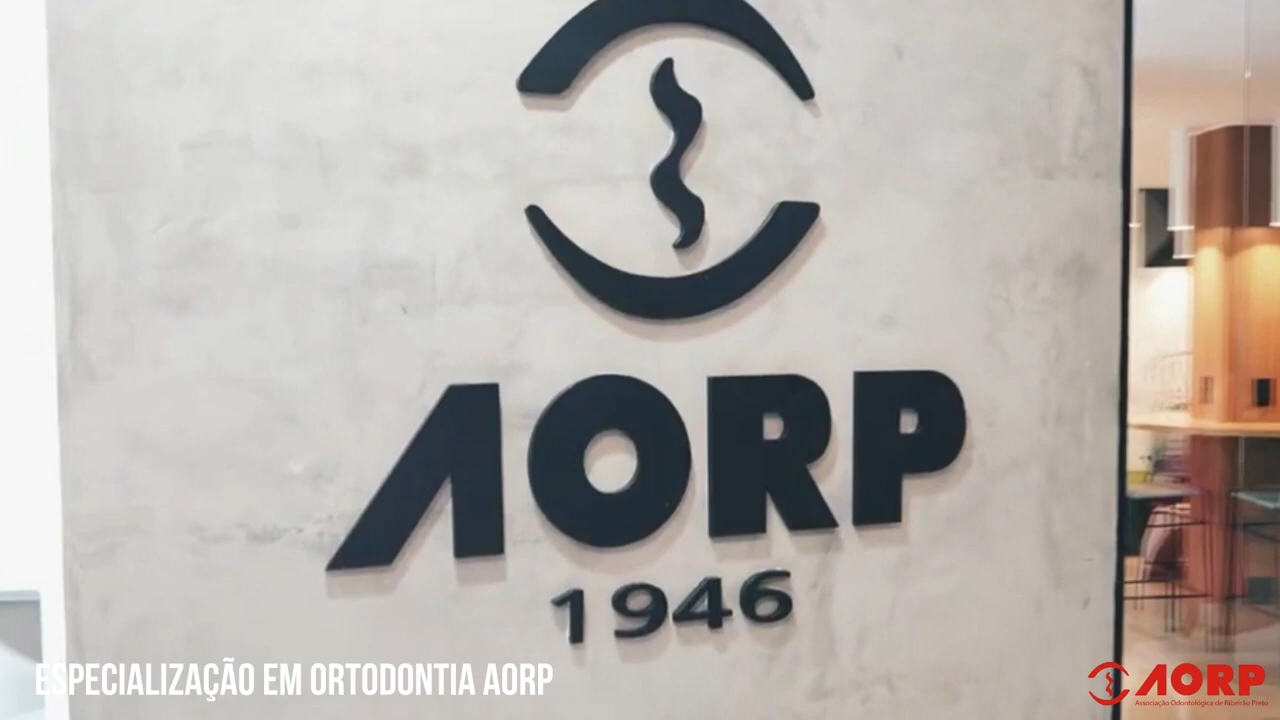 AORP
1946
ESPECIALIZAÇÃO EM ORTODONTIA AORP
AORP
Associação Odontológica de Ribeirão Preto